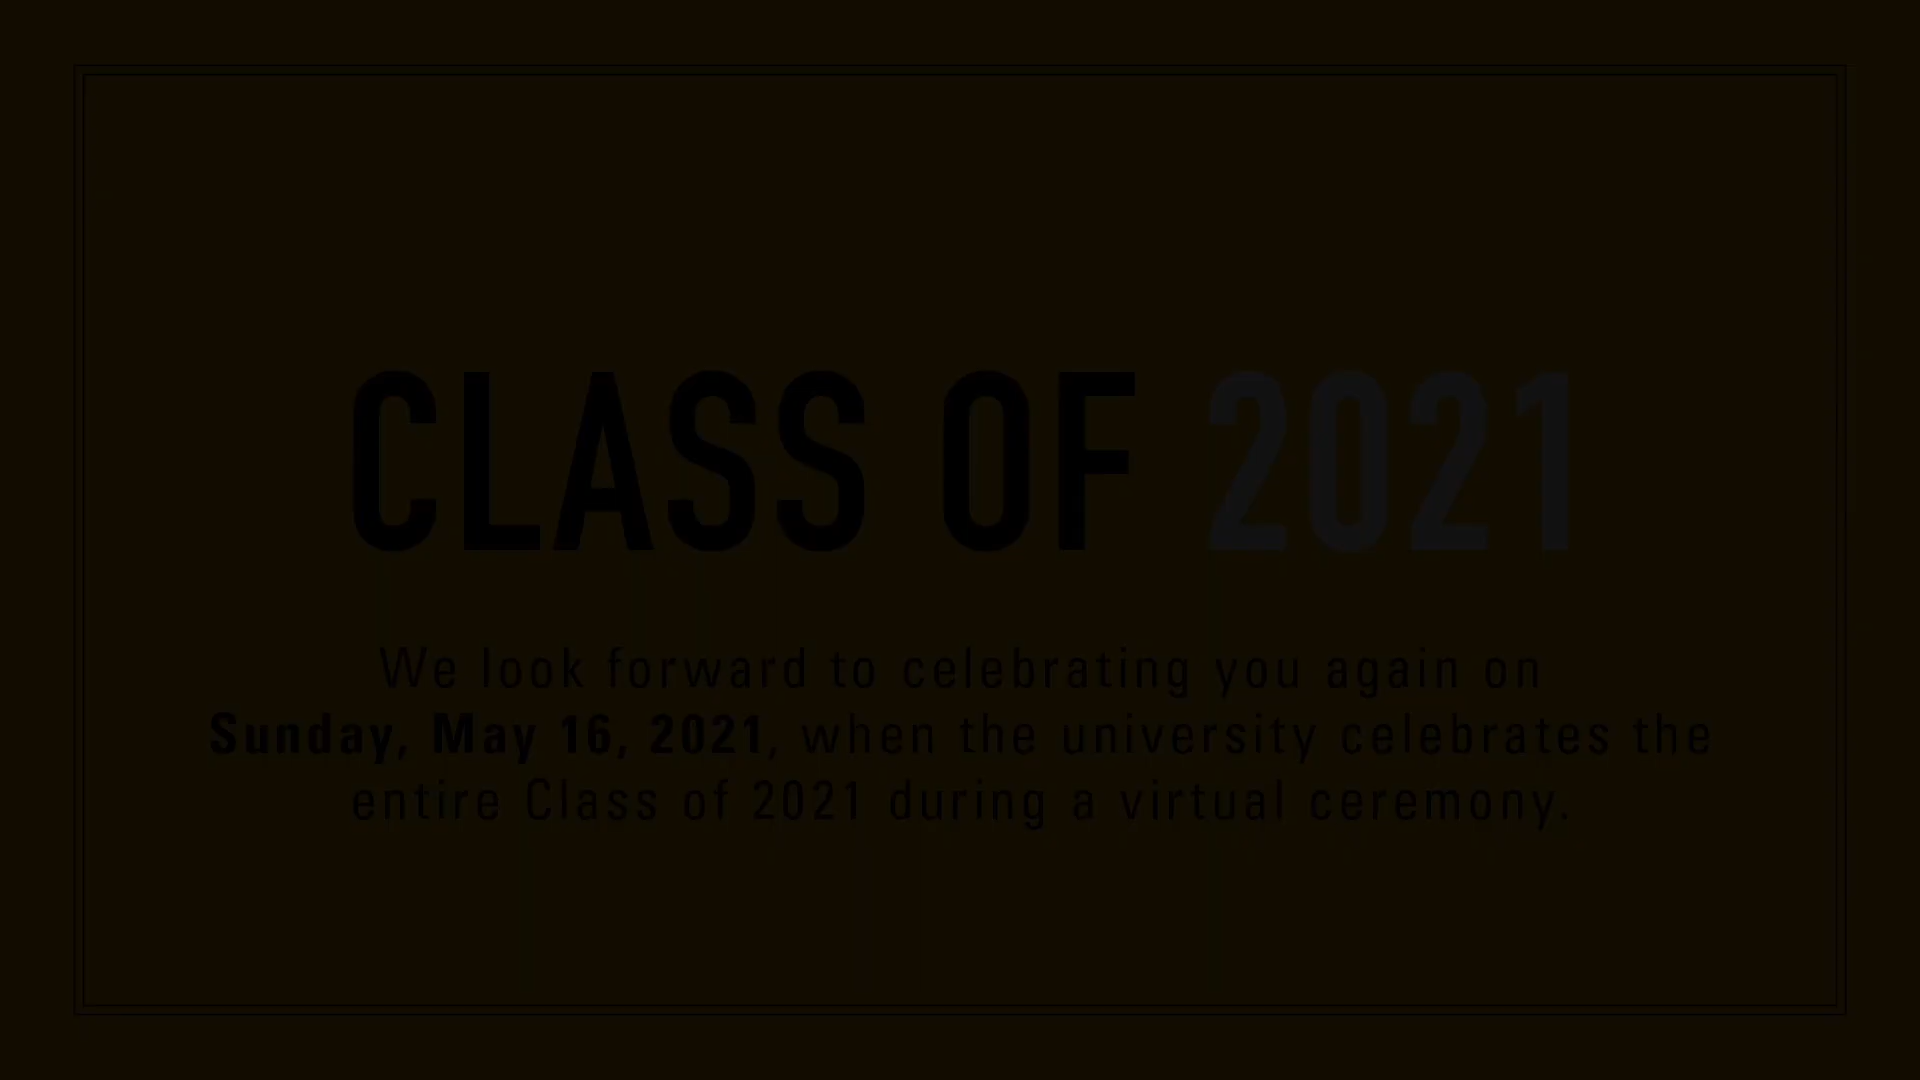 CLASS OF 2021
We look forward to celebrating you again on
Sunday, May 16, 2021, when the university celebrates the
entire Class of 2021 during a virtual ceremony.